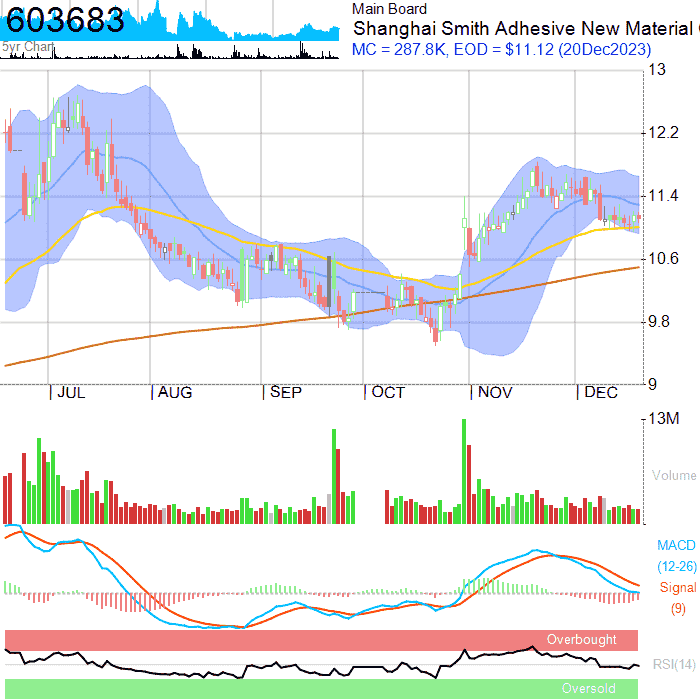 603683
5yr Chart
Main Board
Shanghai Smith Adhesive New Material
MC = 287.8K, EOD = $11.12 (20Dec2023)
13
12.2
11.4
10.6
9.8
9
JUL AUG SEP OCT NOV DEC
13M
Volume
MACD
(12-26)
Signal
(9)
Overbought
RSI(14)
Oversold